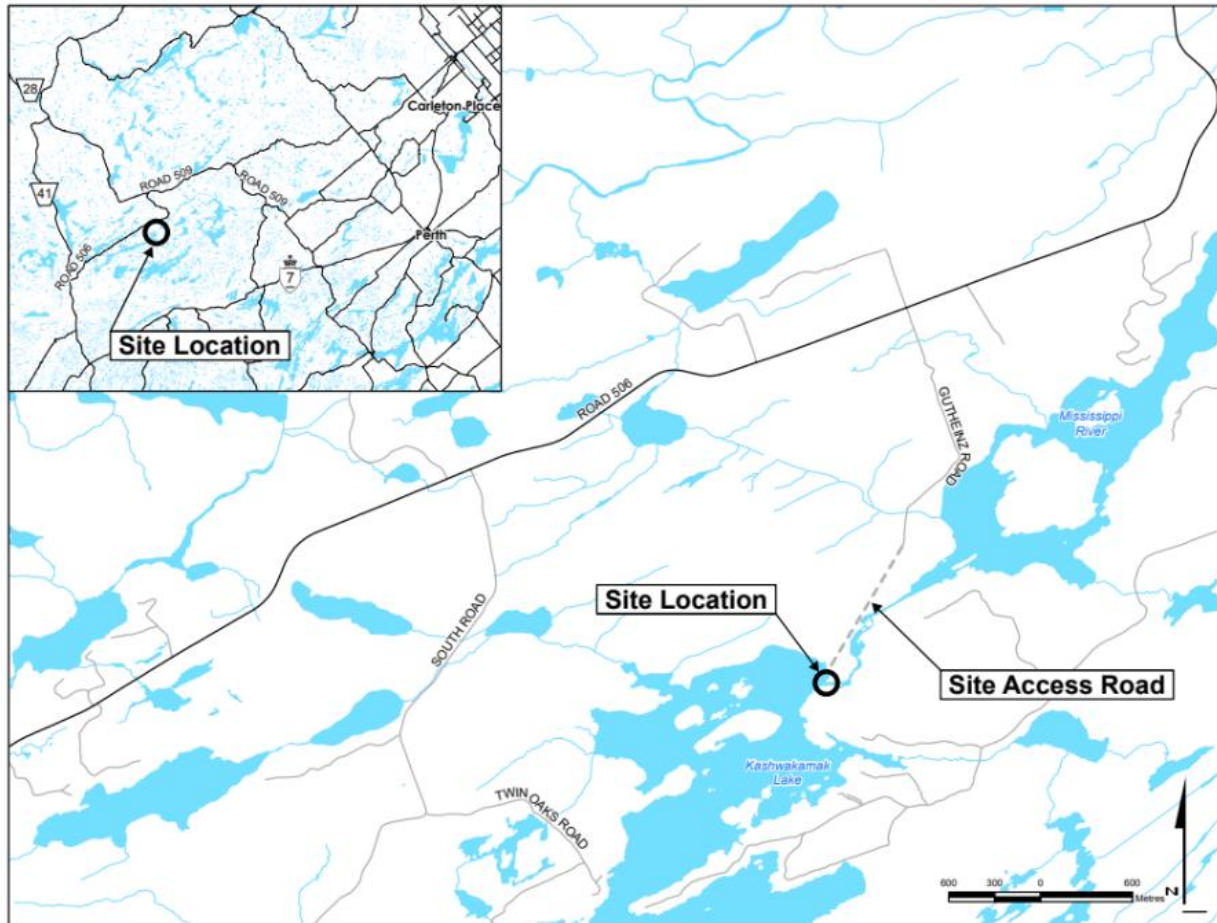 28
Carleton Place
41
ROAD 509
ROAD 509
ROAD 506
Perth
7
Site Location
ROAD 506
GUTHEINZ ROAD
Mississippi
River
SOUTH ROAD
Site Location
Site Access Road
Kashwakamak
Lake
TWIN OAKS ROAD
600 300 0 600
Metres
N